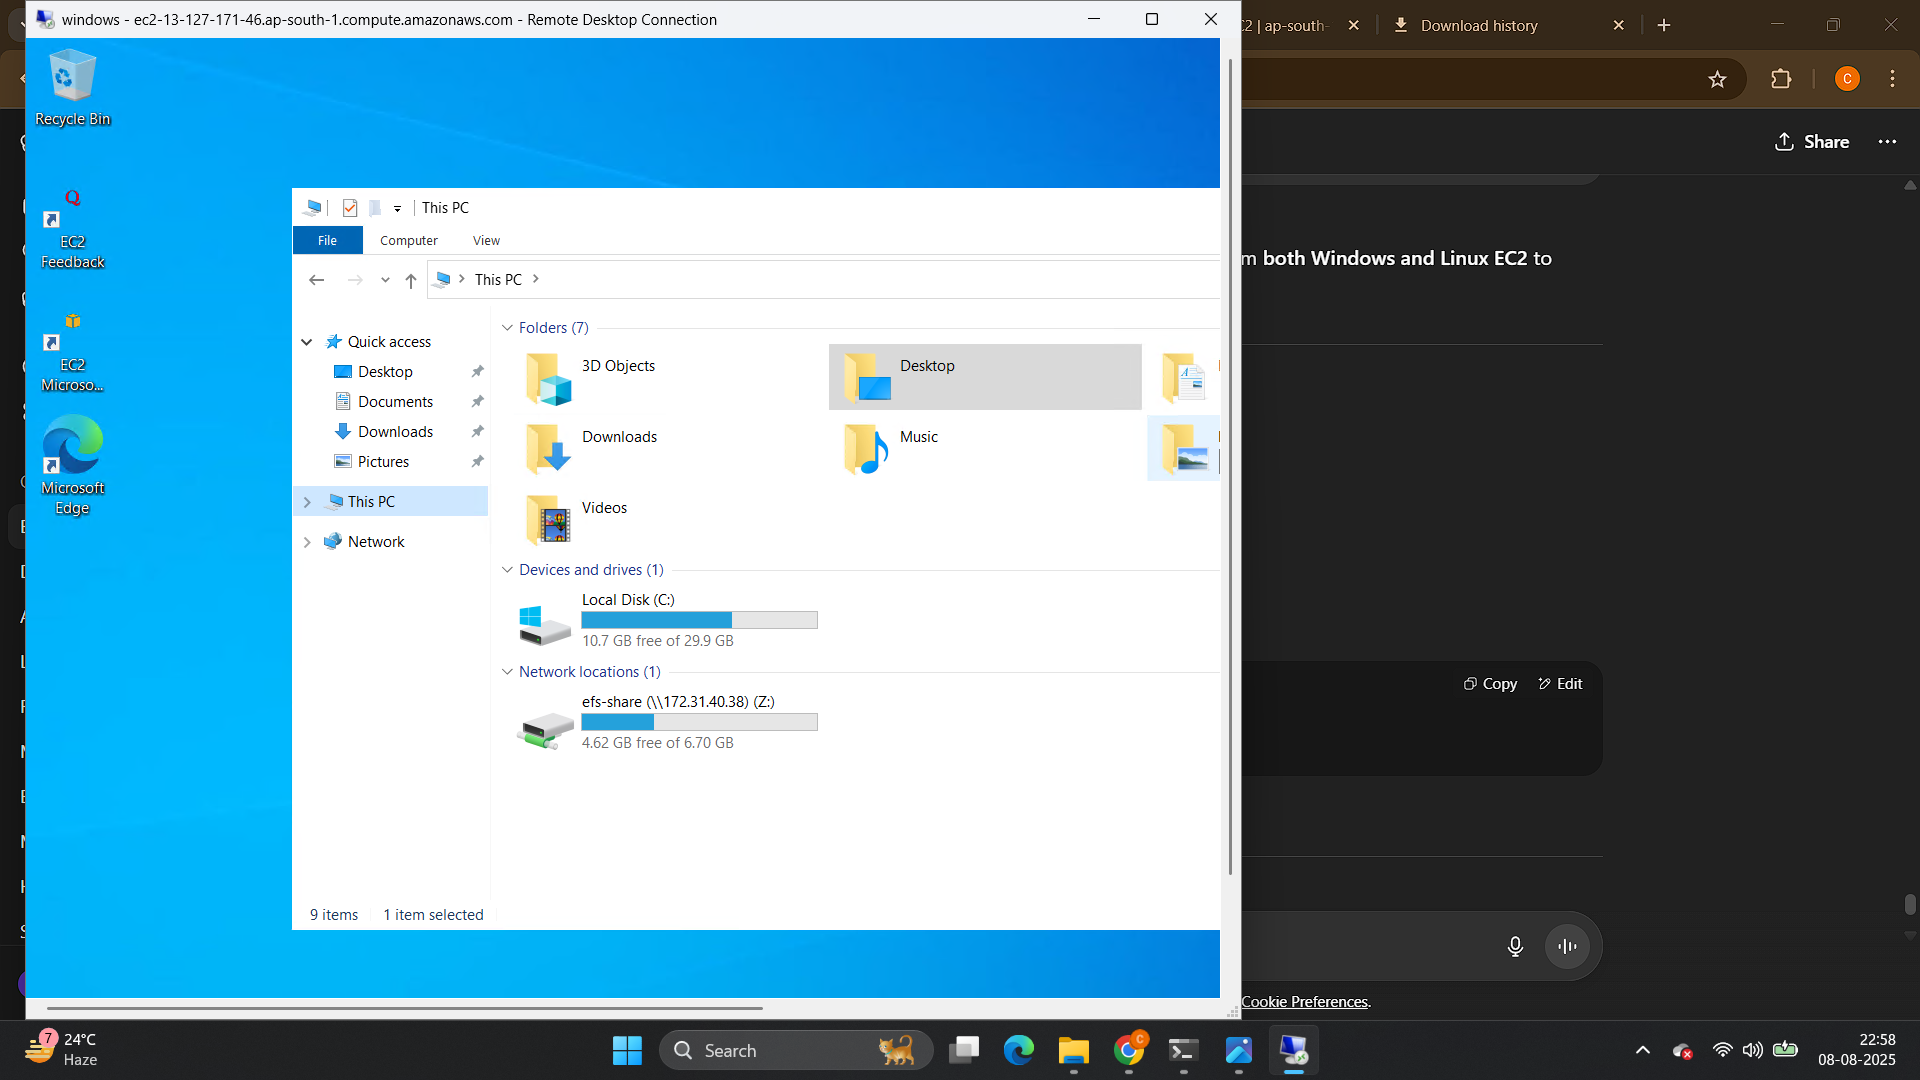 windows - ec2-13-127-171-46.ap-south-1.compute.amazonaws.com - Remote Desktop Connection
C2 | ap-south-
Download history
C
Share
Recycle Bin
Q
EC2
Feedback
EC2
Microso...
Microsoft
Edge
This PC
File
Computer
View
This PC
Quick access
Desktop
Documents
Downloads
Pictures
This PC
Network
Folders (7)
3D Objects
Desktop
Downloads
Music
Videos
Devices and drives (1)
Local Disk (C:)
10.7 GB free of 29.9 GB
Network locations (1)
efs-share (\\172.31.40.38) (Z:)
4.62 GB free of 6.70 GB
9 items
1 item selected
m both Windows and Linux EC2 to
Copy
Edit
Cookie Preferences.
7
24°C
Haze
Search
C
22:58
08-08-2025